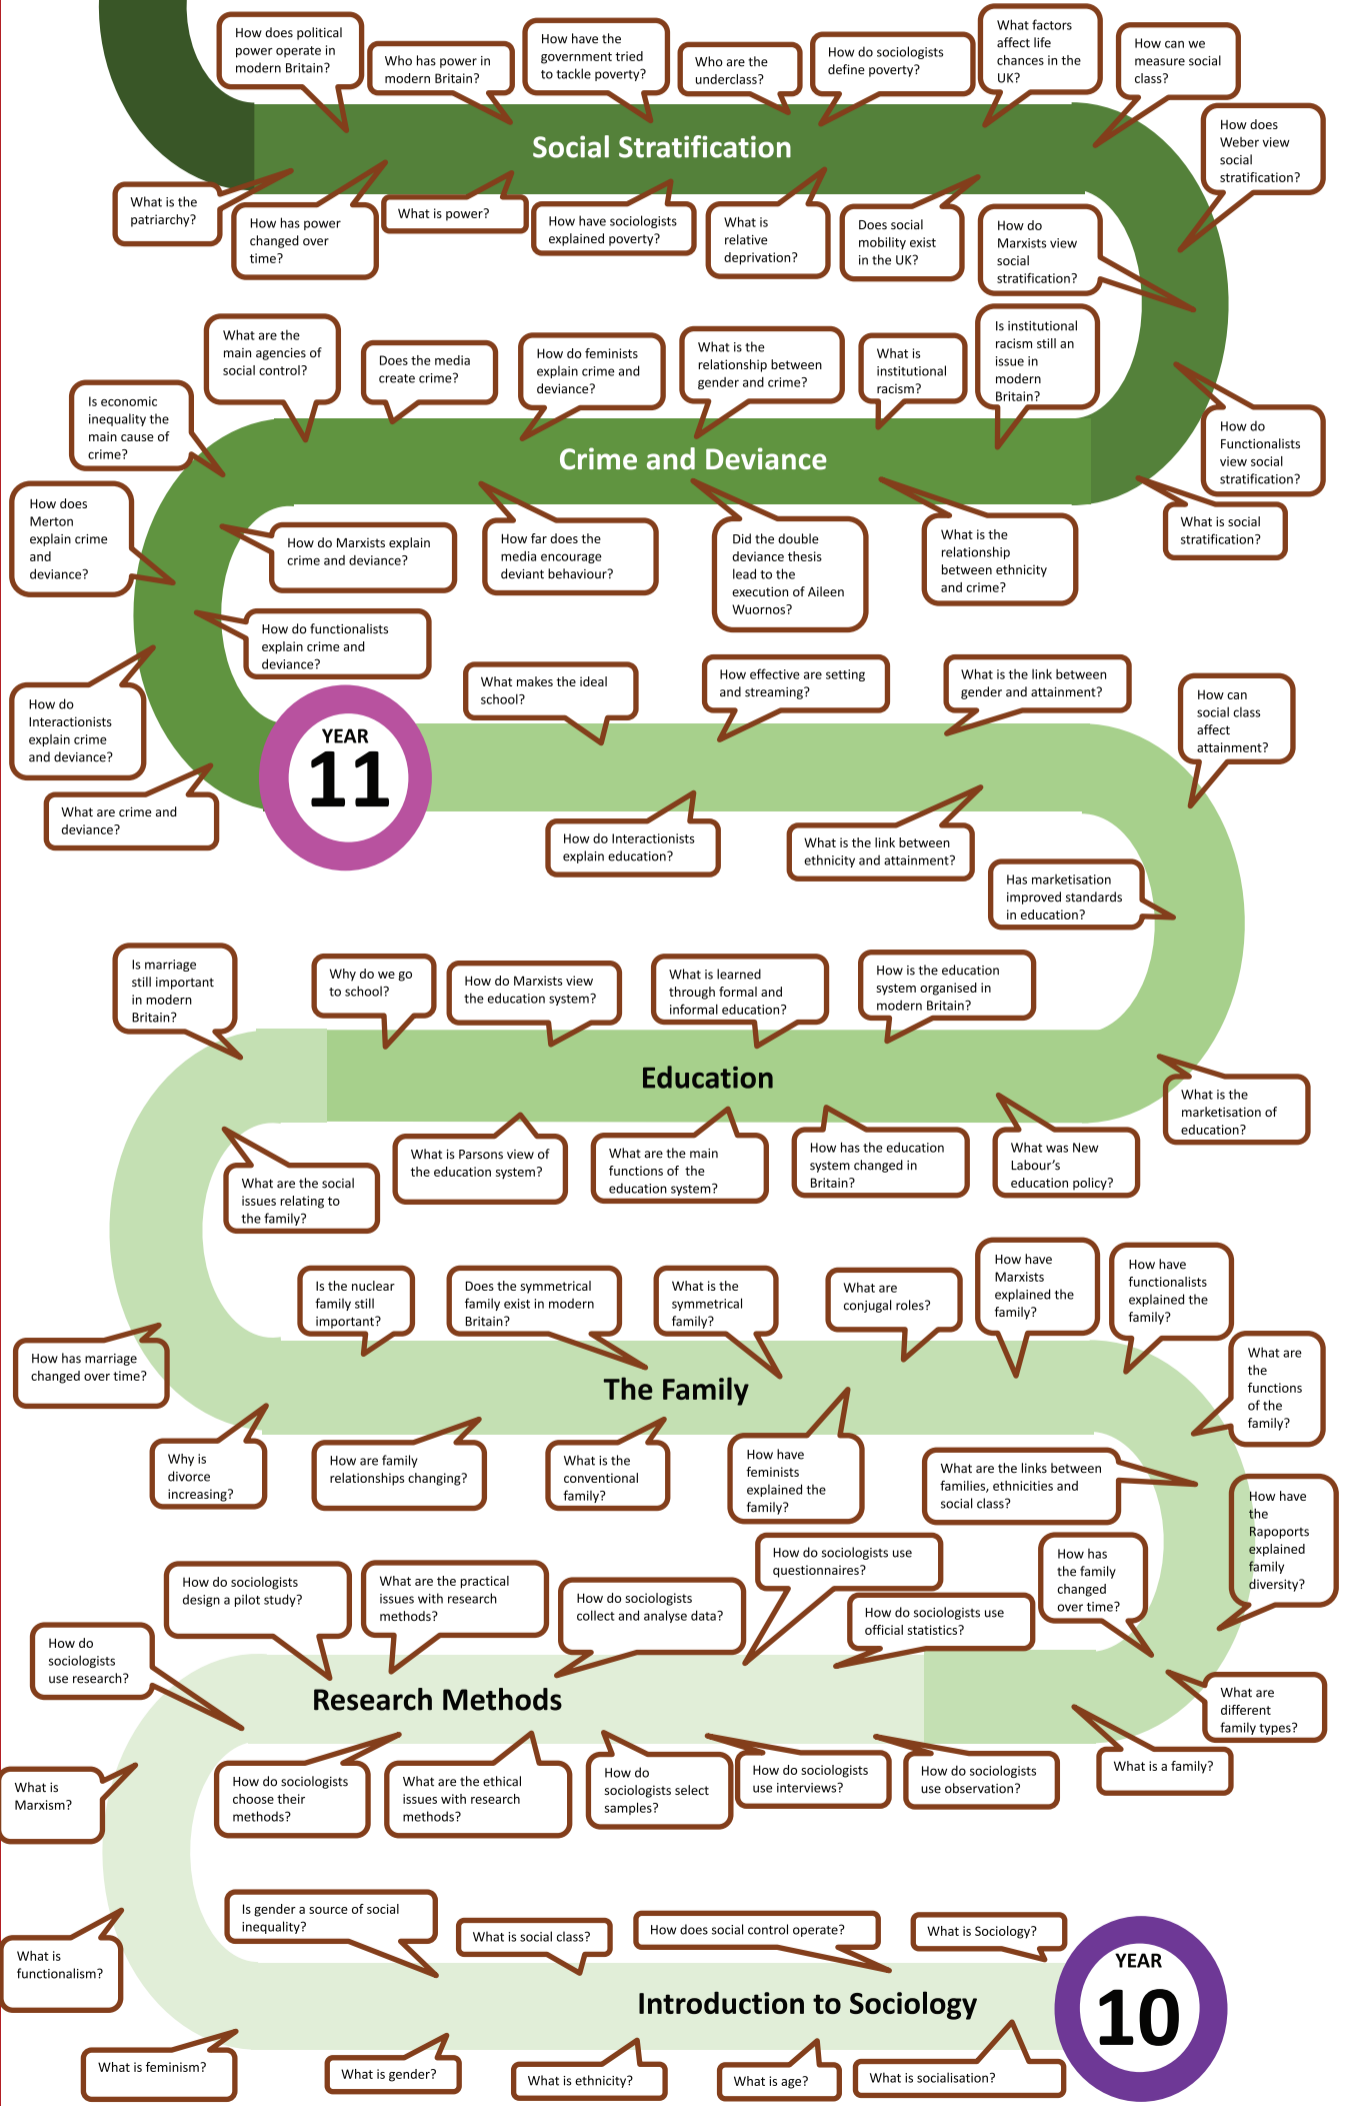 How does political
power operate in
modern Britain?
Who has power in
modern Britain?
How have the
government tried
to tackle poverty?
Who are the
underclass?
How do sociologists
define poverty?
What factors
affect life
chances in the
UK?
How can we
measure social
class?
How does
Weber view
social
stratification?
Social Stratification
What is the
patriarchy?
How has power
changed over
time?
What is power?
How have sociologists
explained poverty?
What is
relative
deprivation?
Does social
mobility exist
in the UK?
How do
Marxists view
social
stratification?
What are the
main agencies of
social control?
Does the media
create crime?
How do feminists
explain crime and
deviance?
What is the
relationship between
gender and crime?
What is
institutional
racism?
Is institutional
racism still an
issue in
modern
Britain?
How do
Functionalists
view social
stratification?
What is social
stratification?
Is economic
inequality the
main cause of
crime?
Crime and Deviance
How does
Merton
explain crime
and
deviance?
How do Marxists explain
crime and deviance?
How far does the
media encourage
deviant behaviour?
Did the double
deviance thesis
lead to the
execution of Aileen
Wuornos?
What is the
relationship
between ethnicity
and crime?
How do functionalists
explain crime and
deviance?
How do
Interactionists
explain crime
and deviance?
What are crime and
deviance?
YEAR
11
What makes the ideal
school?
How effective are setting
and streaming?
What is the link between
gender and attainment?
How can
social class
affect
attainment?
How do Interactionists
explain education?
What is the link between
ethnicity and attainment?
Has marketisation
improved standards
in education?
Is marriage
still important
in modern
Britain?
Why do we go
to school?
How do Marxists view
the education system?
What is learned
through formal and
informal education?
How is the education
system organised in
modern Britain?
Education
What is the
marketisation of
education?
What are the social
issues relating to
the family?
What is Parsons view of
the education system?
What are the main
functions of  the
education system?
How has the education
system changed in
Britain?
What was New
Labour’s
education policy?
Is the nuclear
family still
important?
Does the symmetrical
family exist in modern
Britain?
What is the
symmetrical
family?
What are
conjugal roles?
How have
Marxists
explained the
family?
How have
functionalists
explained the
family?
What are
the
functions
of the
family?
How has marriage
changed over time?
The Family
Why is
divorce
increasing?
How are family
relationships changing?
What is the
conventional
family?
How have
feminists
explained the
family?
What are the links between
families, ethnicities and
social class?
How have
the
Rapoports
explained
family
diversity?
How do sociologists
design a pilot study?
What are the practical
issues with research
methods?
How do sociologists
collect and analyse data?
How do sociologists use
questionnaires?
How do sociologists use
official statistics?
How has
the family
changed
over time?
How do
sociologists
use research?
Research Methods
What are
different
family types?
What is a family?
What is
Marxism?
How do sociologists
choose their
methods?
What are the ethical
issues with research
methods?
How do
sociologists select
samples?
How do sociologists
use interviews?
How do sociologists
use observation?
What is
functionalism?
Is gender a source of social
inequality?
What is social class?
How does social control operate?
What is Sociology?
Introduction to Sociology
YEAR
10
What is feminism?
What is gender?
What is ethnicity?
What is age?
What is socialisation?